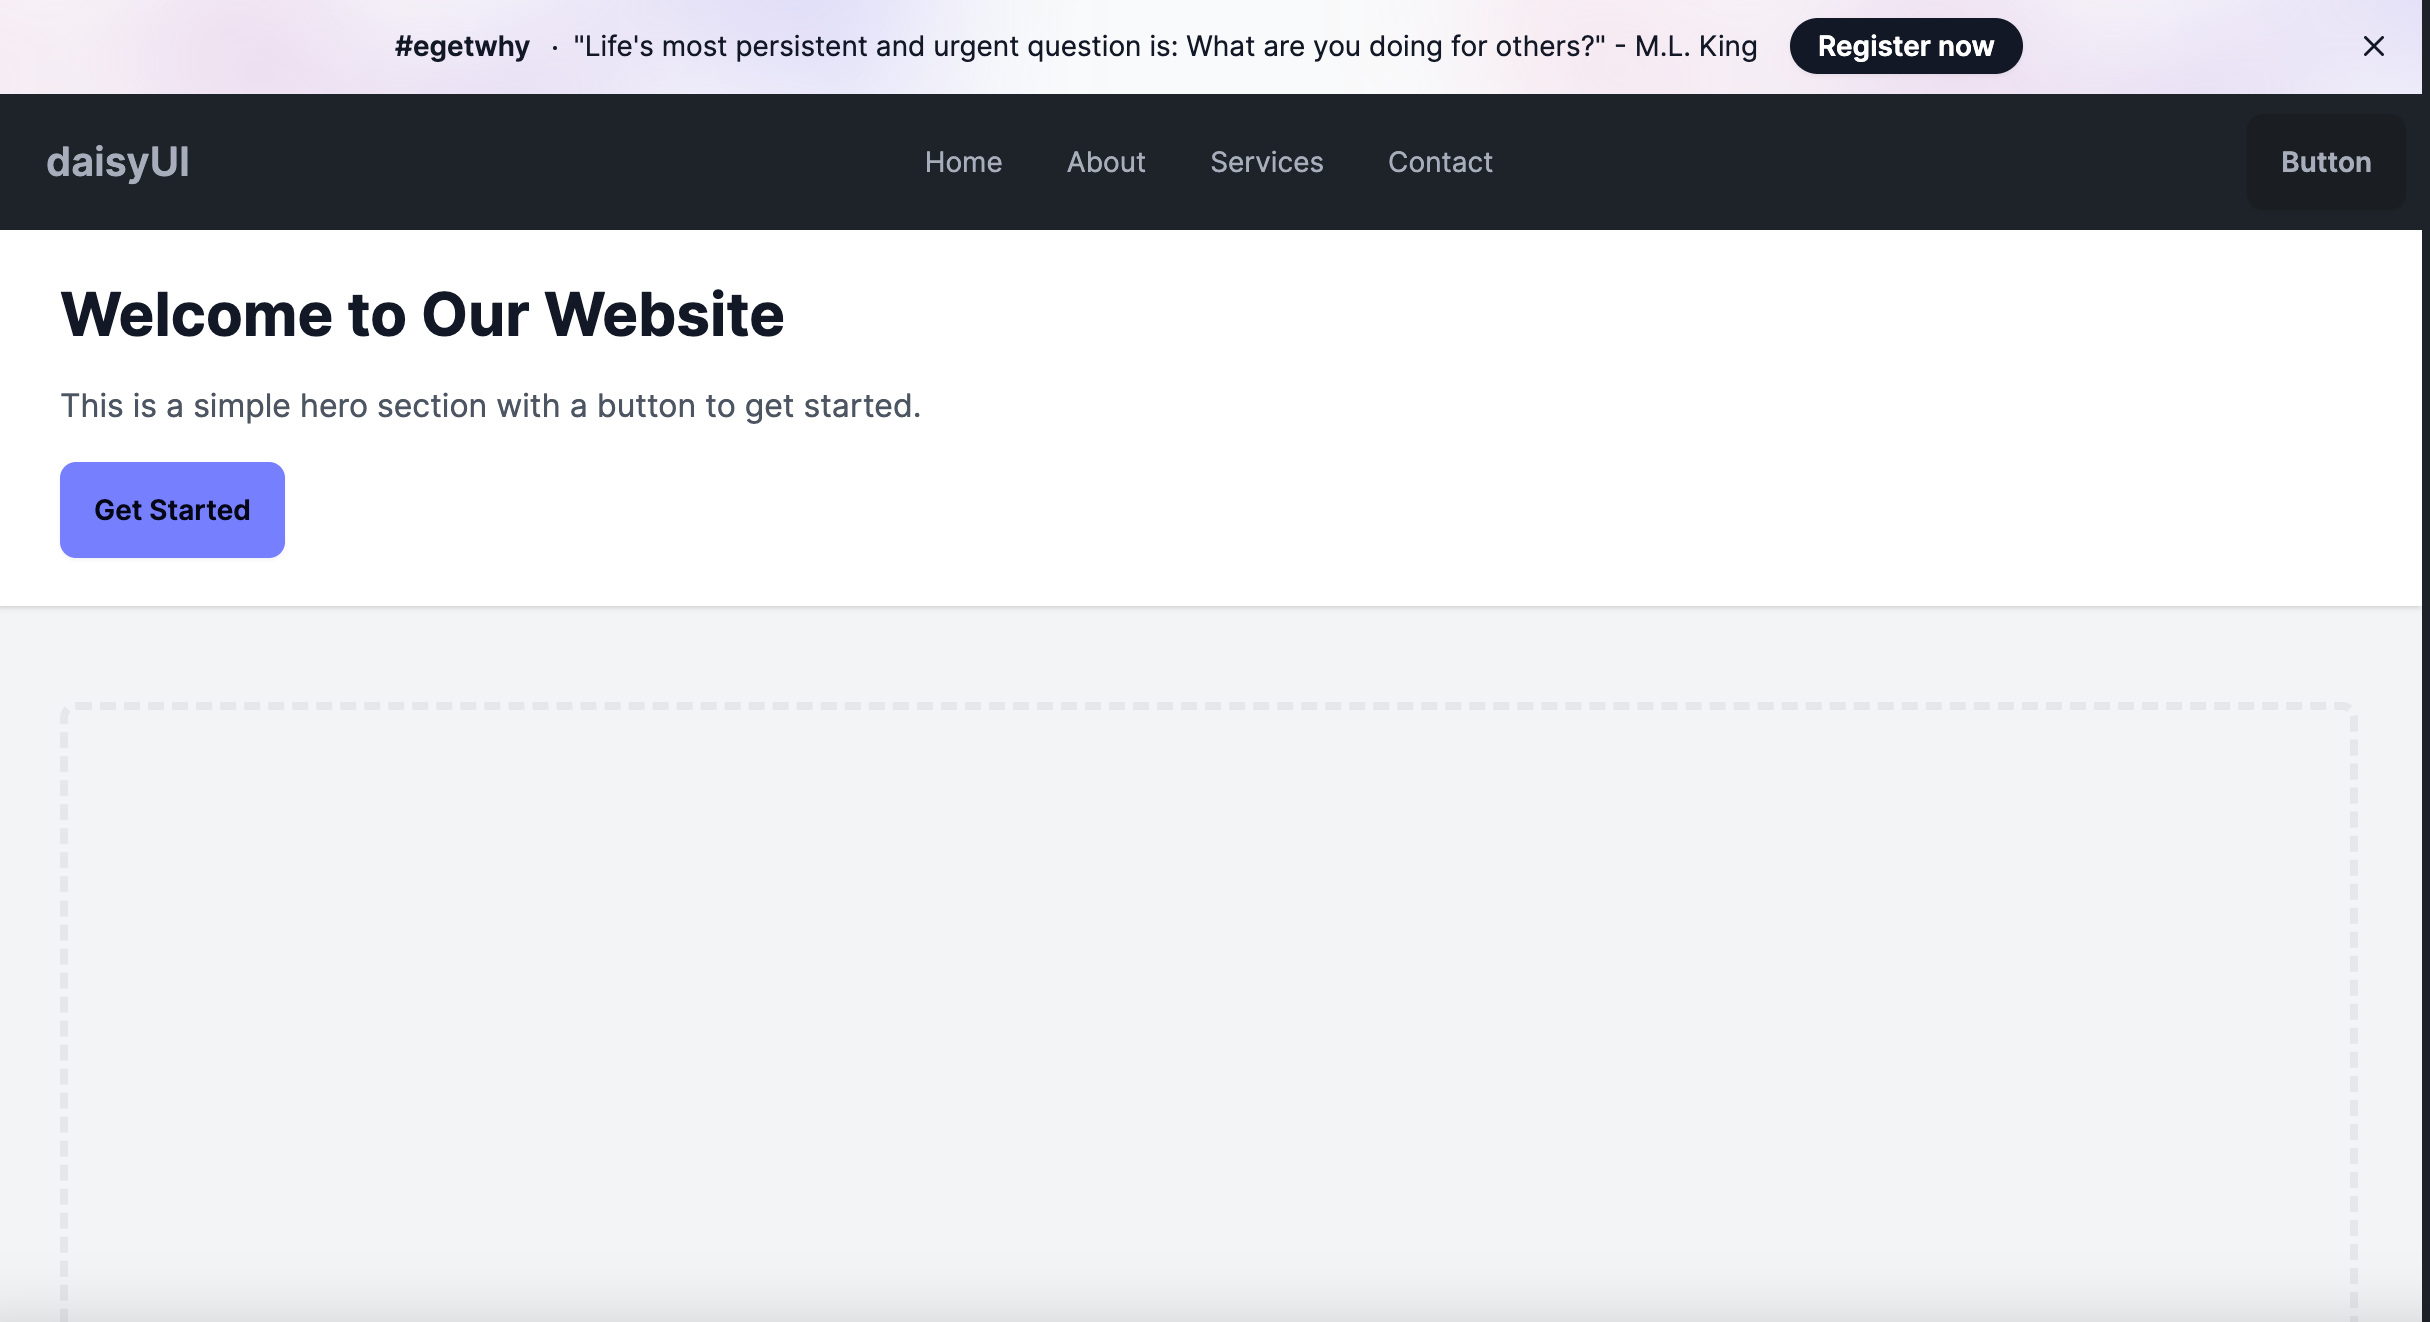 #egetwhy · "Life's most persistent and urgent question is: What are you doing for others?" - M.L. King Register now
daisyUI Home About Services Contact Button
Welcome to Our Website
This is a simple hero section with a button to get started.
Get Started